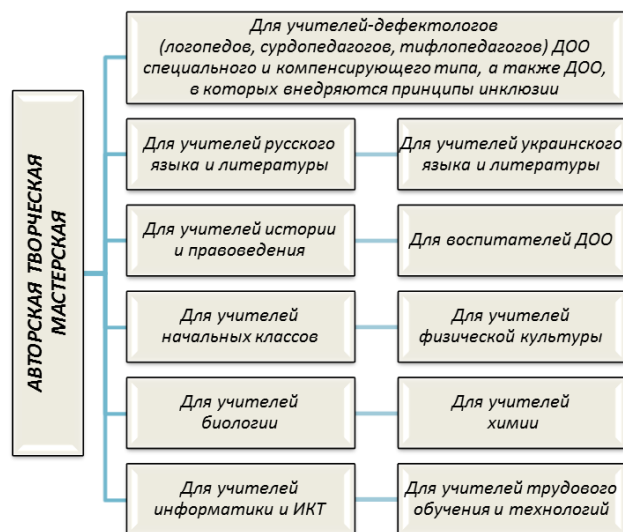 АВТОРСКАЯ ТВОРЧЕСКАЯ
МАСТЕРСКАЯ
Для учителей-дефектологов
(логопедов, сурдопедагогов, тифлопедагогов) ДОО
специального и компенсирующего типа, а также ДОО,
в которых внедряются принципы инклюзии
Для учителей русского
языка и литературы
Для учителей украинского
языка и литературы
Для учителей истории
и правоведения
Для воспитателей ДОО
Для учителей
начальных классов
Для учителей
физической культуры
Для учителей
биологии
Для учителей
химии
Для учителей
информатики и ИКТ
Для учителей трудового
обучения и технологий